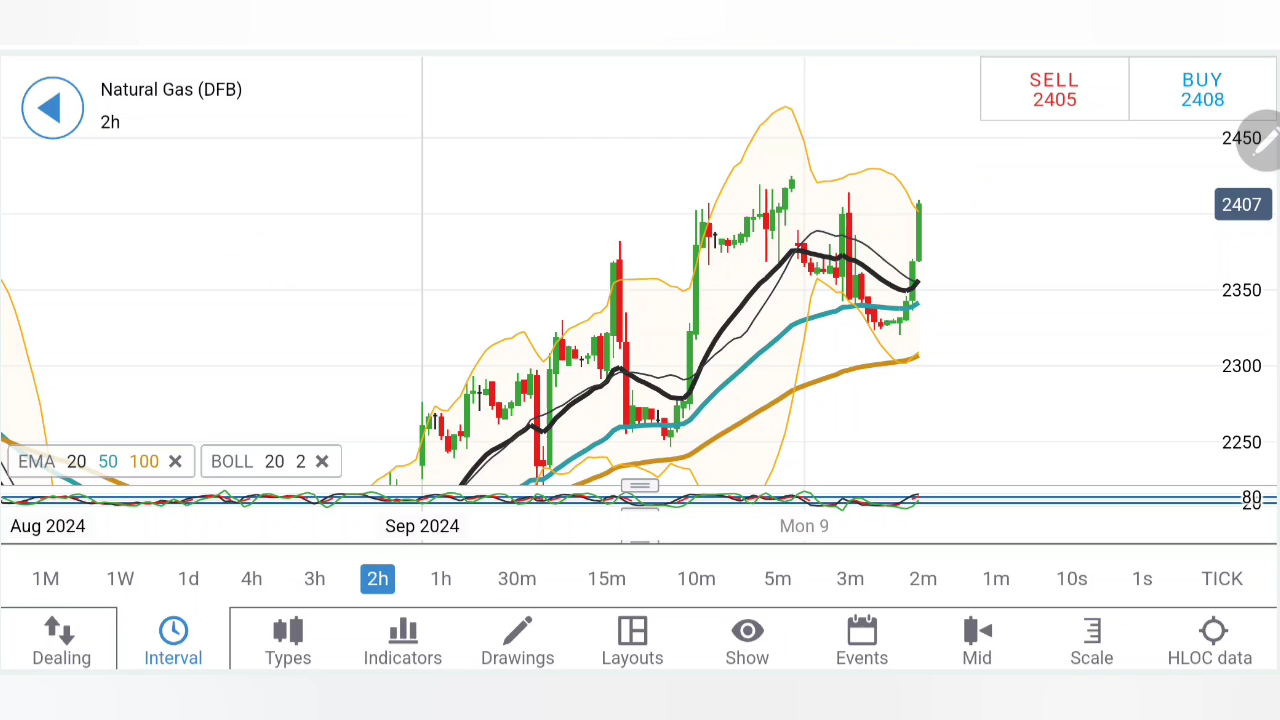 Natural Gas (DFB)
2h
SELL
2405
BUY
2408
2450
2407
2350
2300
2250
EMA 20 50 100
BOLL 20 2
80
20
Aug 2024 Sep 2024 Mon 9
1M 1W 1d 4h 3h 2h 1h 30m 15m 10m 5m 3m 2m 1m 10s 1s TICK
Dealing Interval Types Indicators Drawings Layouts Show Events Mid Scale HLOC data